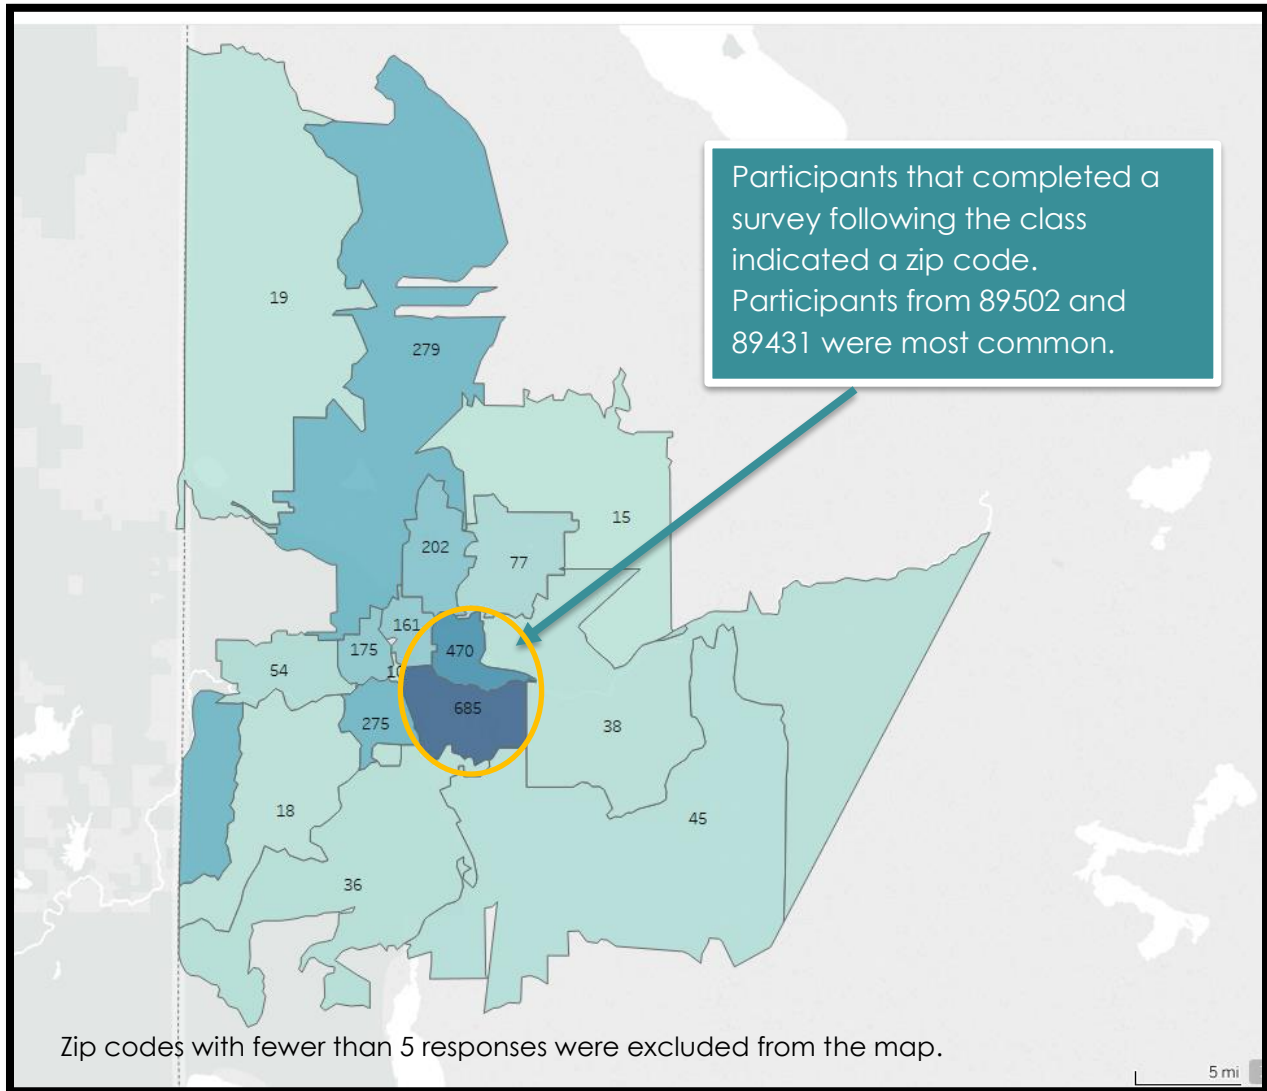 Participants that completed a
survey following the class
indicated a zip code.
Participants from 89502 and
89431 were most common.
19
279
15
202
77
161
175
470
54
10
685
275
38
18
45
36
Zip codes with fewer than 5 responses were excluded from the map.
5 mi